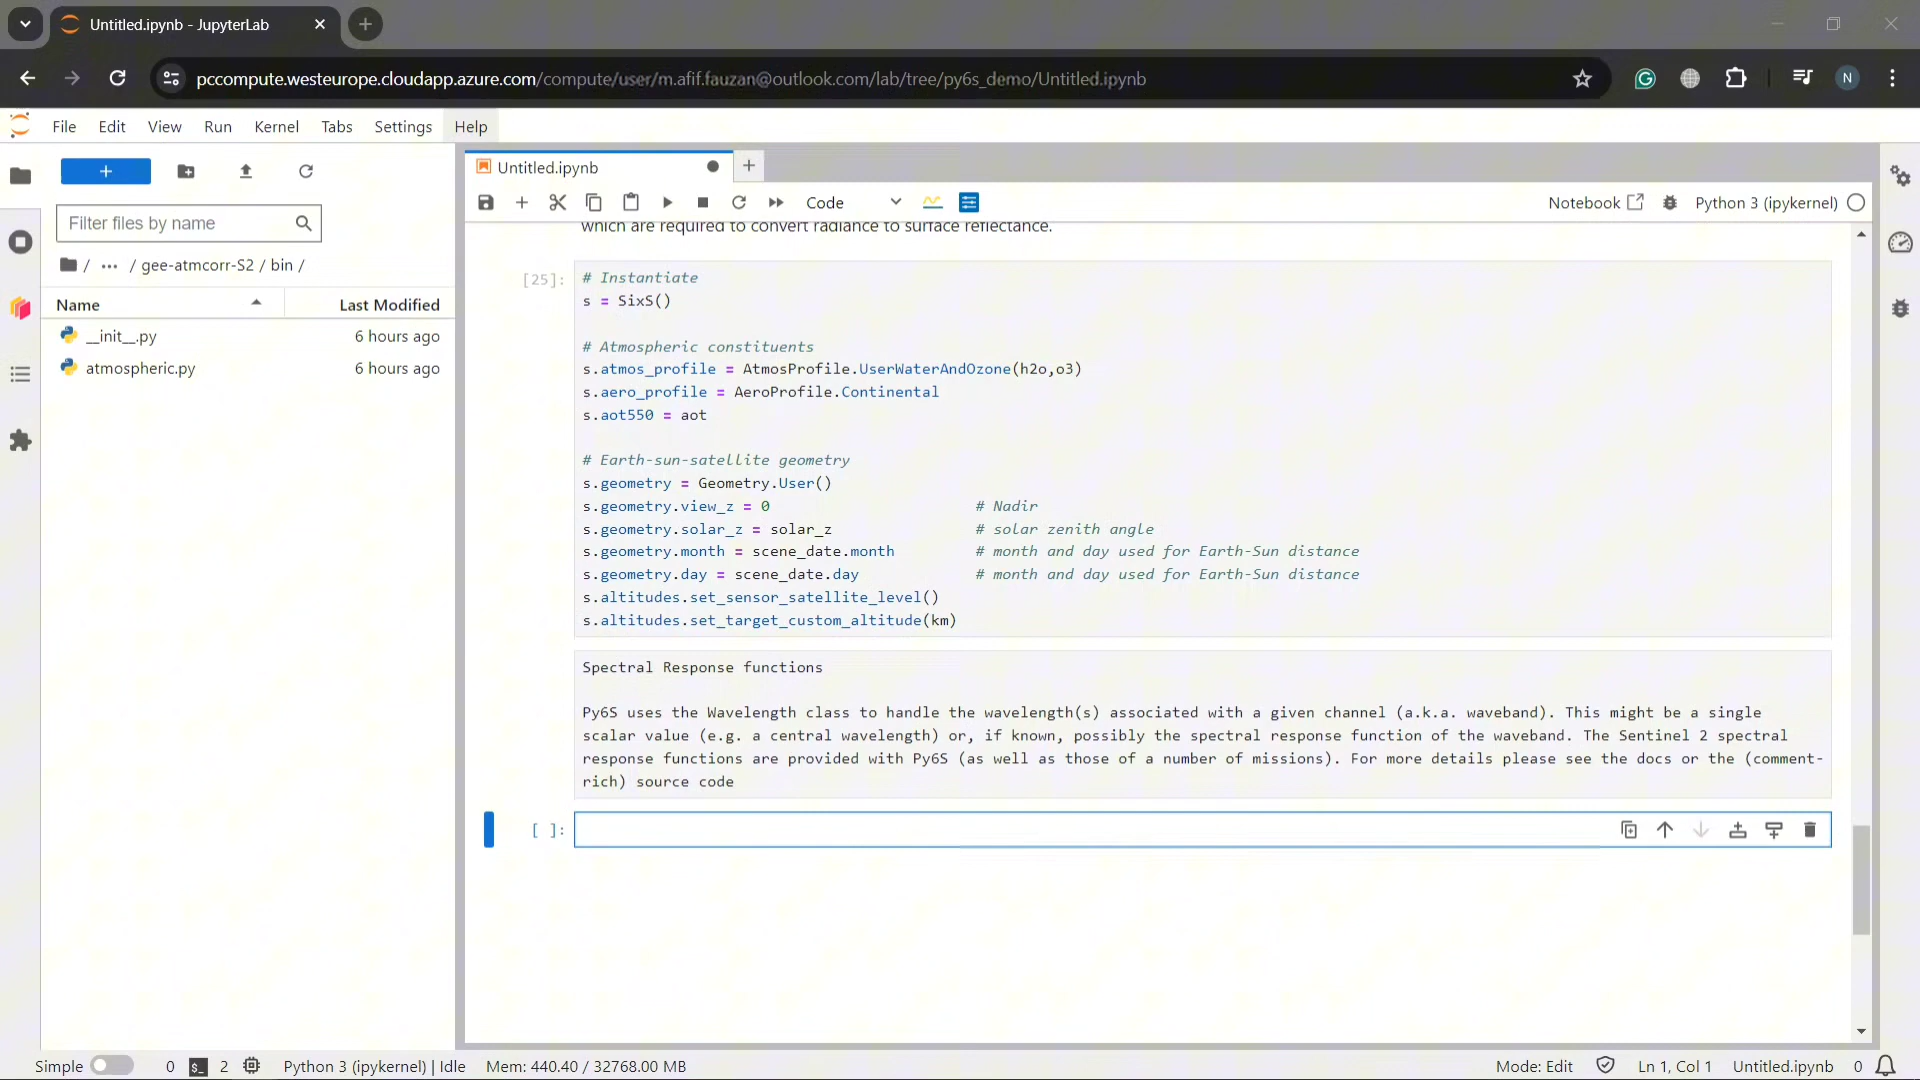 Untitled.ipynb - JupyterLab
pccompute.westeurope.cloudapp.azure.com/compute/user/m.afif.fauzan@outlook.com/lab/tree/py6s_demo/Untitled.ipynb
N
File Edit View Run Kernel Tabs Settings Help
Untitled.ipynb
Filter files by name
Code
Notebook
Python 3 (ipykernel)
/ ... / gee-atmcorr-S2 / bin /
Name Last Modified
__init__.py 6 hours ago
atmospheric.py 6 hours ago
which are required to convert radiance to surface reflectance.
[25]:
# Instantiate
s = SixS()
# Atmospheric constituents
s.atmos_profile = AtmosProfile.UserWaterAndOzone(h2o,o3)
s.aero_profile = AeroProfile.Continental
s.aot550 = aot
# Earth-sun-satellite geometry
s.geometry = Geometry.User()
s.geometry.view_z = 0 # Nadir
s.geometry.solar_z = solar_z # solar zenith angle
s.geometry.month = scene_date.month # month and day used for Earth-Sun distance
s.geometry.day = scene_date.day # month and day used for Earth-Sun distance
s.altitudes.set_sensor_satellite_level()
s.altitudes.set_target_custom_altitude(km)
Spectral Response functions
Py6S uses the Wavelength class to handle the wavelength(s) associated with a given channel (a.k.a. waveband). This might be a single
scalar value (e.g. a central wavelength) or, if known, possibly the spectral response function of the waveband. The Sentinel 2 spectral
response functions are provided with Py6S (as well as those of a number of missions). For more details please see the docs or the (comment-
rich) source code
[ ]:
Simple 0 $_ 2 Python 3 (ipykernel) | Idle Mem: 440.40 / 32768.00 MB
Mode: Edit Ln 1, Col 1 Untitled.ipynb 0